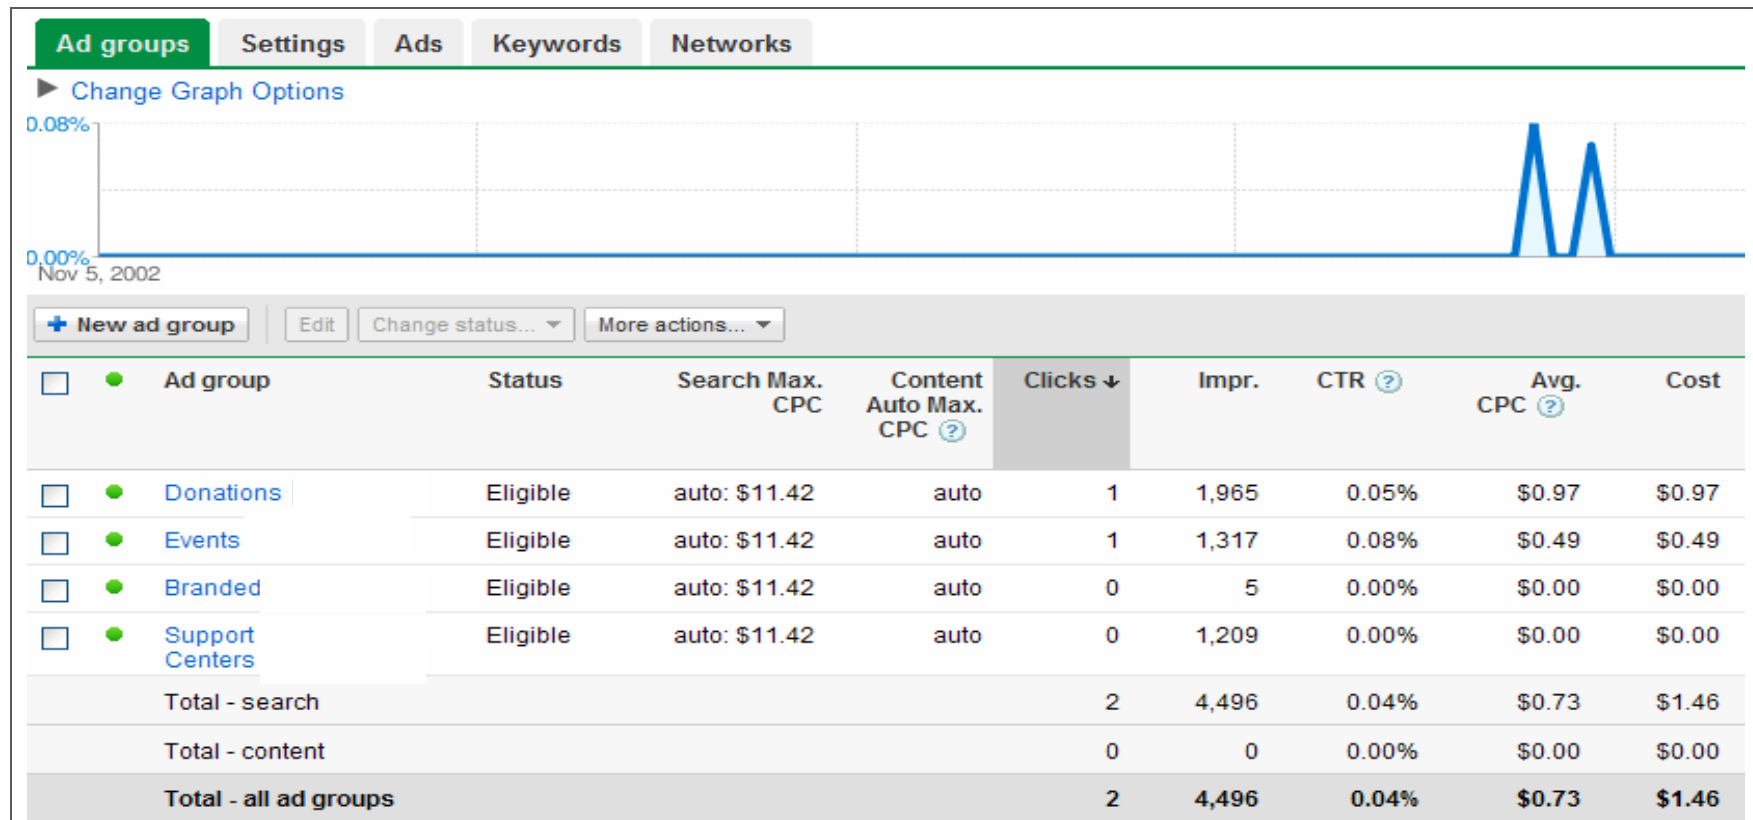 Ad groups Settings Ads Keywords Networks
Change Graph Options
0.08%
0.00%
Nov 5, 2002
New ad group Edit Change status... More actions...
Ad group Status Search Max. CPC Content Auto Max. CPC ? Clicks Impr. CTR ? Avg. CPC ? Cost
Donations Eligible auto: $11.42 auto 1 1,965 0.05% $0.97 $0.97
Events Eligible auto: $11.42 auto 1 1,317 0.08% $0.49 $0.49
Branded Eligible auto: $11.42 auto 0 5 0.00% $0.00 $0.00
Support Centers Eligible auto: $11.42 auto 0 1,209 0.00% $0.00 $0.00
Total - search 2 4,496 0.04% $0.73 $1.46
Total - content 0 0 0.00% $0.00 $0.00
Total - all ad groups 2 4,496 0.04% $0.73 $1.46